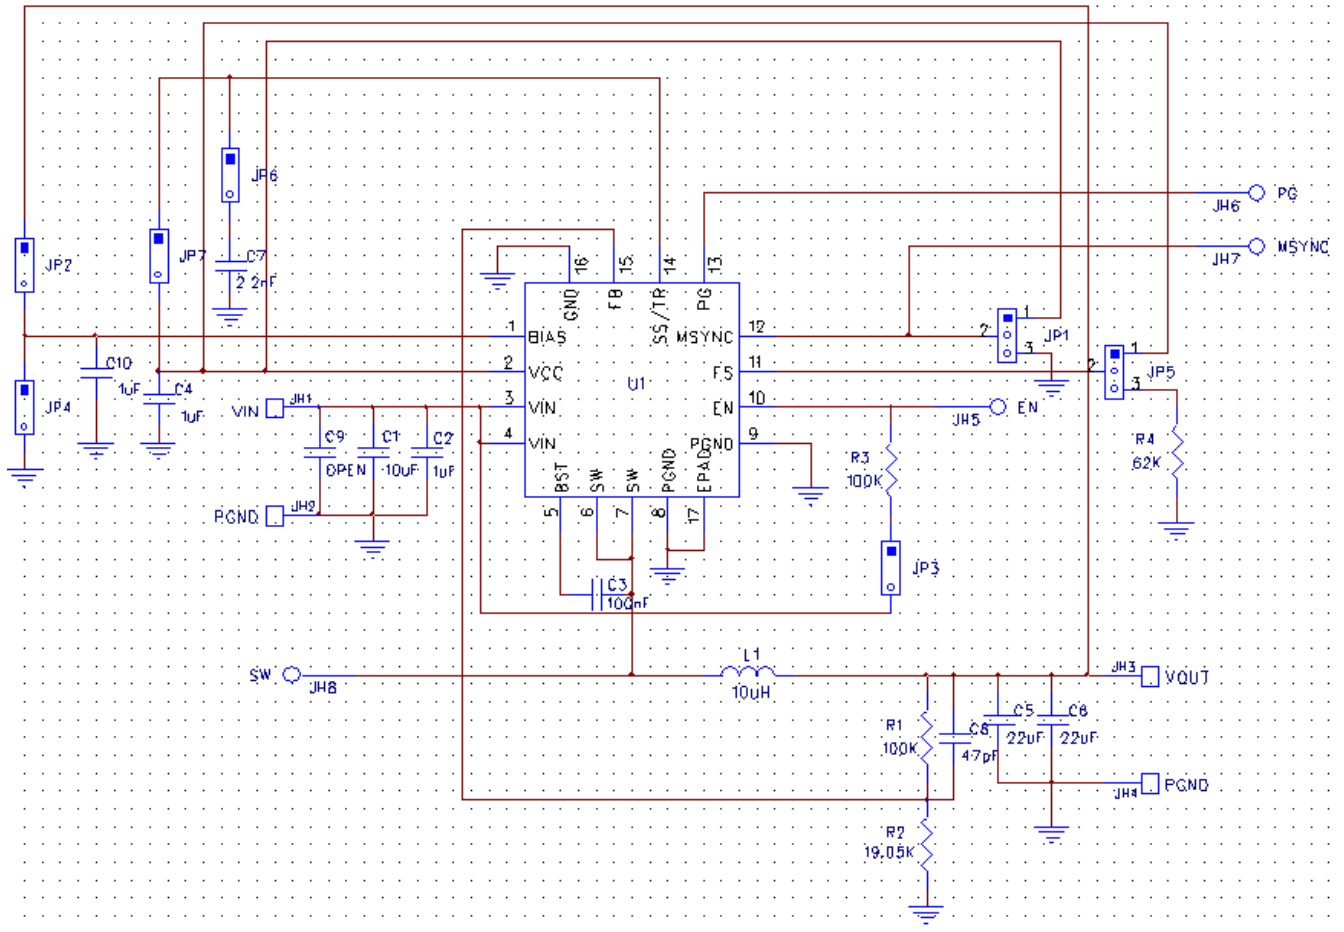 JH6
PG
JP6
JP2
JP7
C7
2.2nF
JH7
MSYNC
16
15
14
13
GND
FB
SS/TR
PG
1
BIAS
MSYNC
12
2
1
3
JP1
C10
1uF
C4
1uF
2
VCC
U1
FS
11
2
1
3
JP5
JP4
VIN
JH1
3
VIN
EN
10
JH5
EN
C9
OPEN
C1
10uF
C2
1uF
4
VIN
PGND
9
R3
100K
R4
62K
BST
SW
SW
PGND
EPAD
PGND
JH2
5
6
7
8
17
C3
100nF
JP3
SW
JH8
L1
10uH
JH3
VOUT
R1
100K
C8
47pF
C5
22uF
C6
22uF
JH4
PGND
R2
19.05K